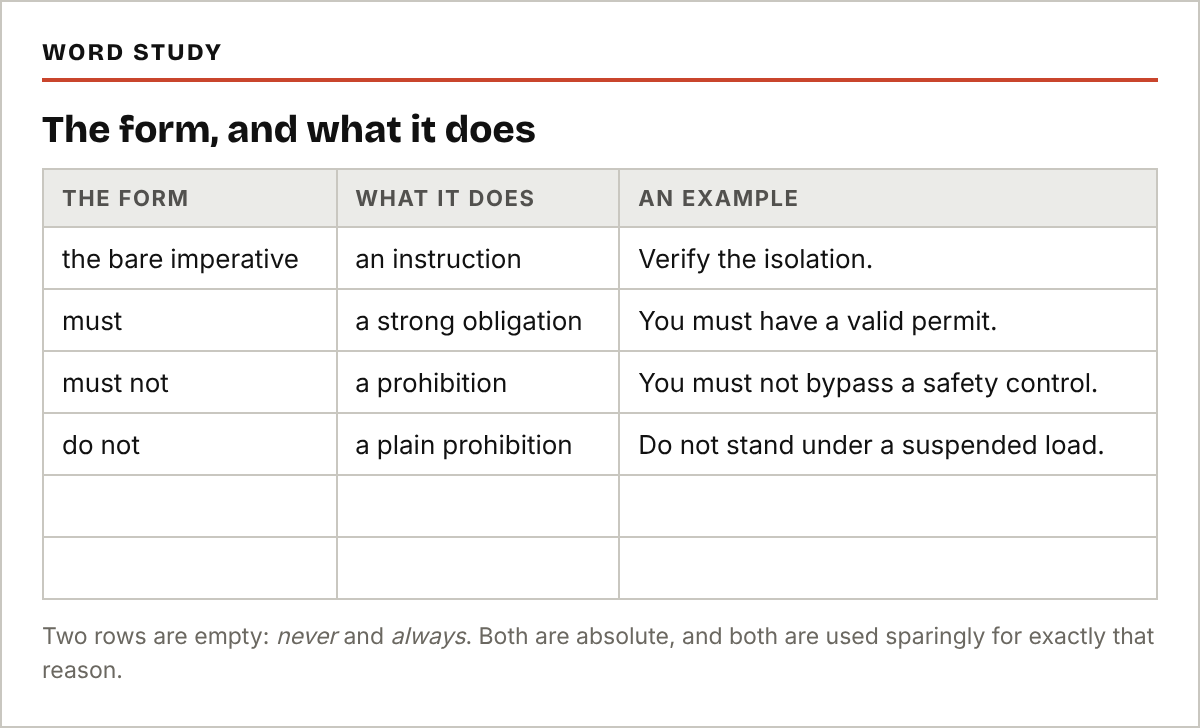 WORD STUDY
The form, and what it does
THE FORM WHAT IT DOES AN EXAMPLE
the bare imperative an instruction Verify the isolation.
must a strong obligation You must have a valid permit.
must not a prohibition You must not bypass a safety control.
do not a plain prohibition Do not stand under a suspended load.
Two rows are empty: never and always. Both are absolute, and both are used sparingly for exactly that
reason.